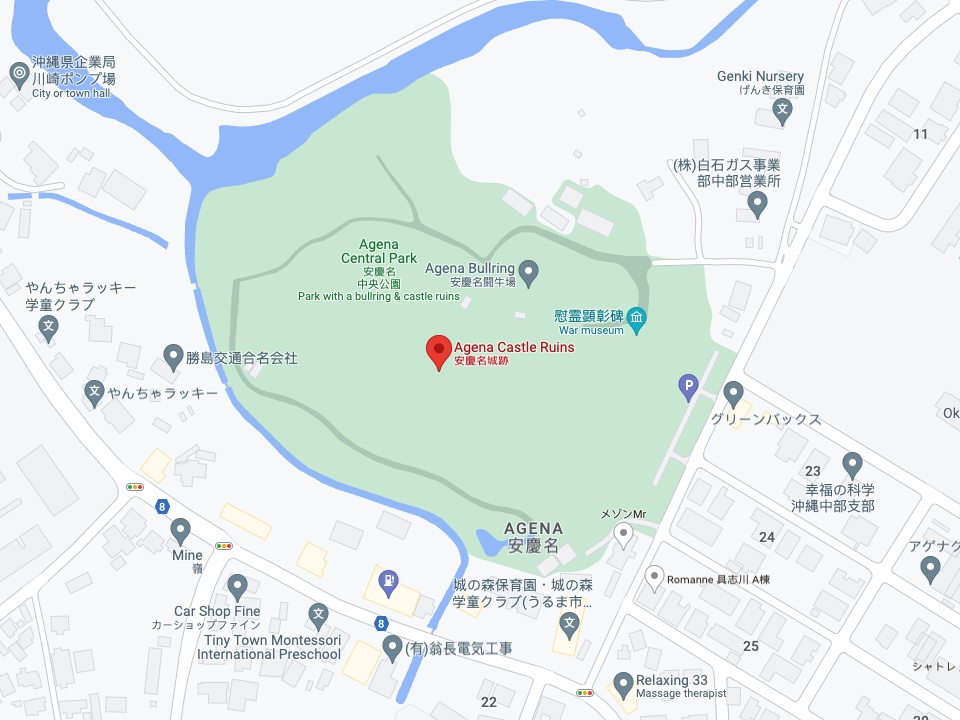 沖縄県企業局
川崎ポンプ場
City or town hall
Genki Nursery
げんき保育園
11
(株)白石ガス事業
部中部営業所
Agena
Central Park
安慶名
中央公園
Park with a bullring & castle ruins
Agena Bullring
安慶名闘牛場
やんちゃラッキー
学童クラブ
慰霊顕彰碑
War museum
Agena Castle Ruins
安慶名城跡
勝島交通合名会社
やんちゃラッキー
P
グリーンバックス
Ok
23
幸福の科学
沖縄中部支部
8
メゾンMr
AGENA
安慶名
24
アゲナク
Mine
嶺
Romanne 具志川 A棟
城の森保育園・城の森
学童クラブ(うるま市...
Car Shop Fine
カーショップファイン
8
Tiny Town Montessori
International Preschool
(有)翁長電気工事
25
シャトレ
Relaxing 33
Massage therapist
22